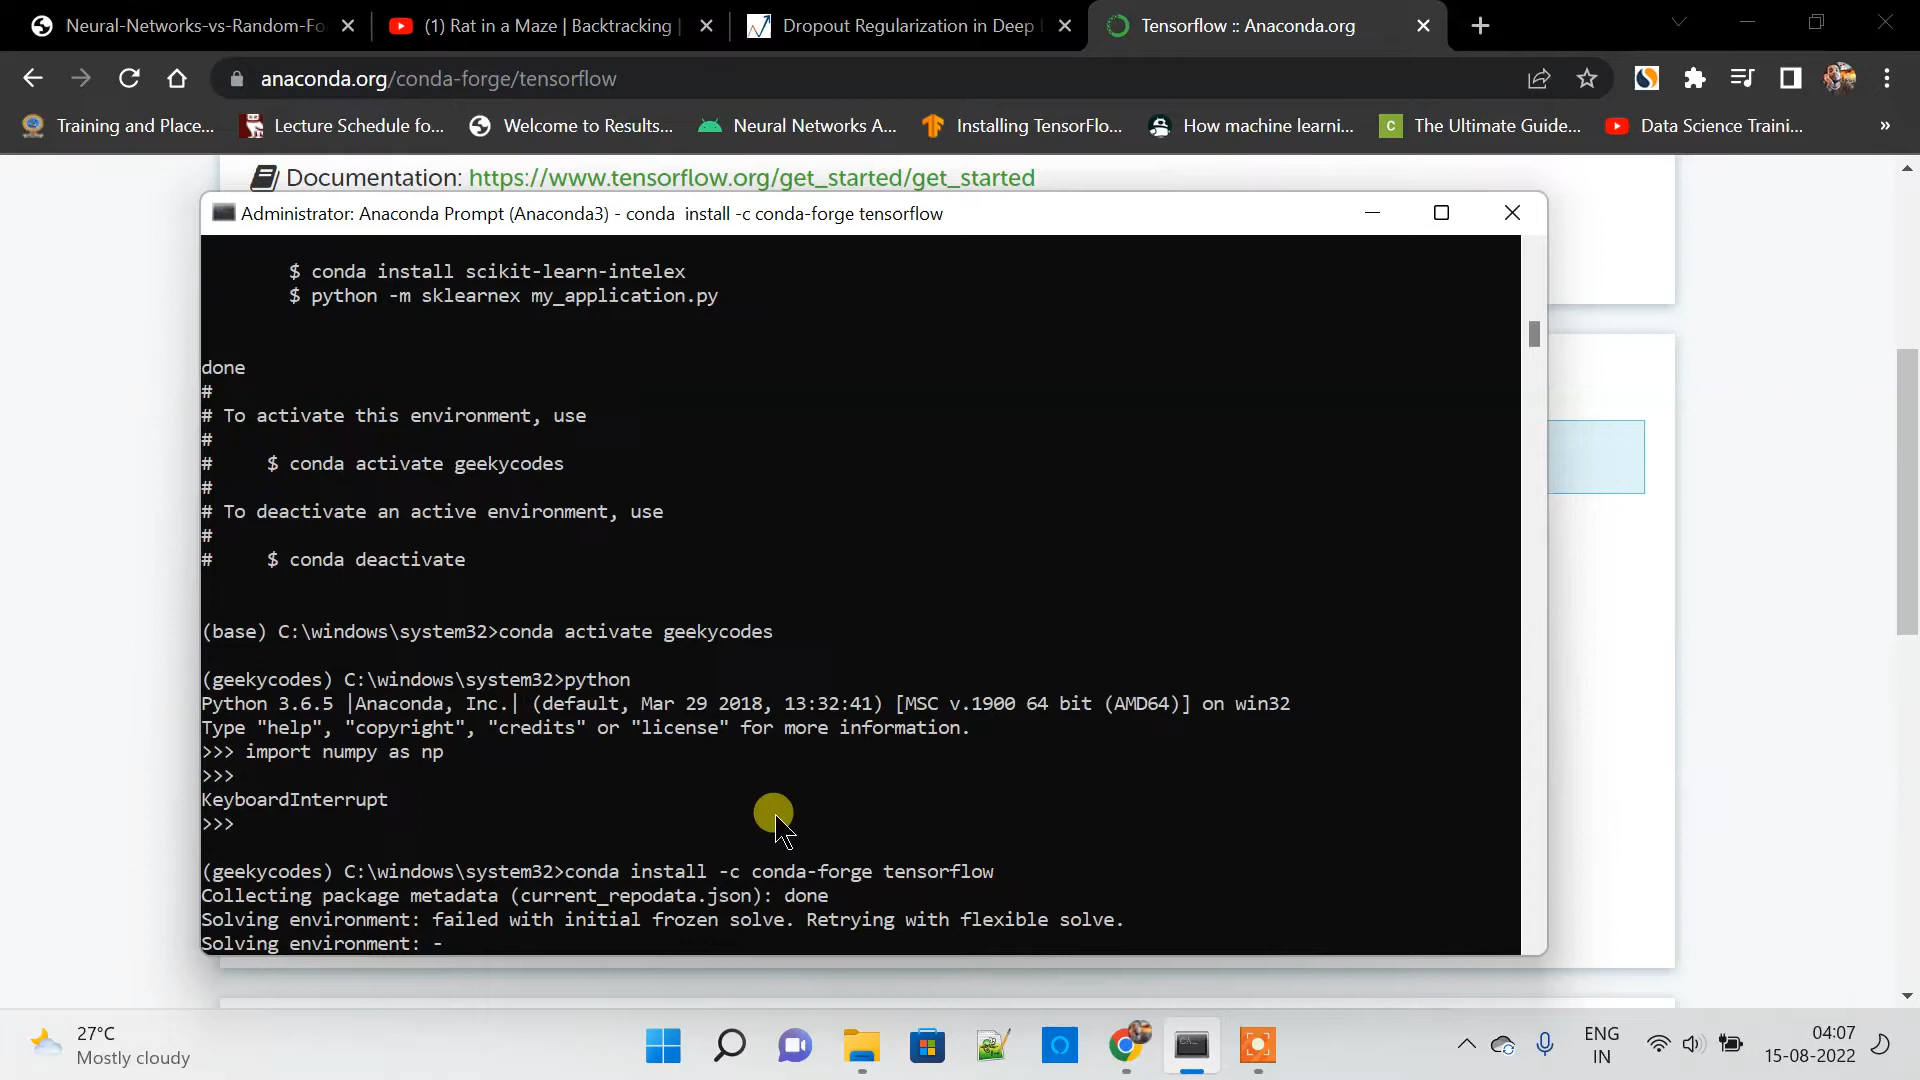 Neural-Networks-vs-Random-Fo
(1) Rat in a Maze | Backtracking |
Dropout Regularization in Deep
Tensorflow :: Anaconda.org
anaconda.org/conda-forge/tensorflow
Training and Place...
Lecture Schedule fo...
Welcome to Results...
Neural Networks A...
Installing TensorFlo...
How machine learni...
C
The Ultimate Guide...
Data Science Traini...
»
Documentation: https://www.tensorflow.org/get_started/get_started
Administrator: Anaconda Prompt (Anaconda3) - conda  install -c conda-forge tensorflow
$ conda install scikit-learn-intelex
$ python -m sklearnex my_application.py
done
#
# To activate this environment, use
#
#     $ conda activate geekycodes
#
# To deactivate an active environment, use
#
#     $ conda deactivate
(base) C:\windows\system32>conda activate geekycodes
(geekycodes) C:\windows\system32>python
Python 3.6.5 |Anaconda, Inc.| (default, Mar 29 2018, 13:32:41) [MSC v.1900 64 bit (AMD64)] on win32
Type "help", "copyright", "credits" or "license" for more information.
>>> import numpy as np
>>>
KeyboardInterrupt
>>>
(geekycodes) C:\windows\system32>conda install -c conda-forge tensorflow
Collecting package metadata (current_repodata.json): done
Solving environment: failed with initial frozen solve. Retrying with flexible solve.
Solving environment: -
27°C
Mostly cloudy
ENG
IN
04:07
15-08-2022